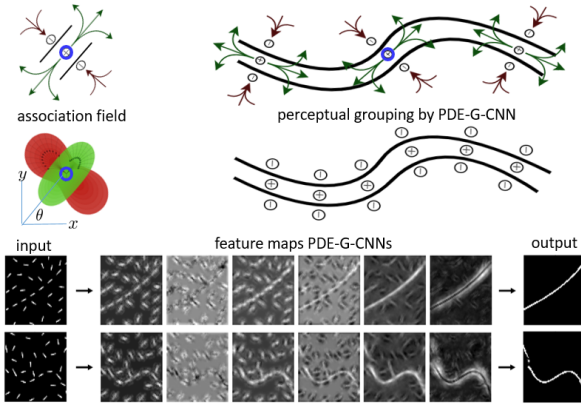 association field
perceptual grouping by PDE-G-CNN
y
θ
x
input
feature maps PDE-G-CNNs
output